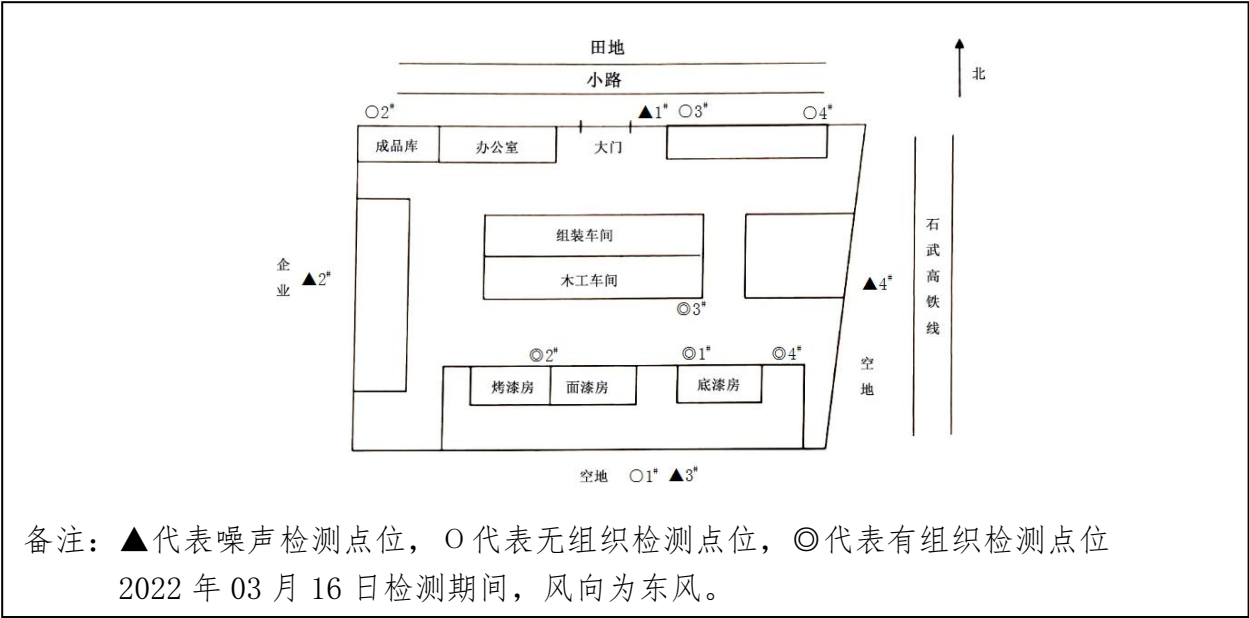 田地
小路
北
○2# ▲1# ○3# ○4#
成品库 办公室 大门
组装车间
木工车间
企业 ▲2#
▲4#
石武高铁线
◎3#
◎2# ◎1# ◎4#
烤漆房 面漆房 底漆房
空地
空地 ○1# ▲3#
备注：▲代表噪声检测点位，O代表无组织检测点位，◎代表有组织检测点位
2022年03月16日检测期间，风向为东风。